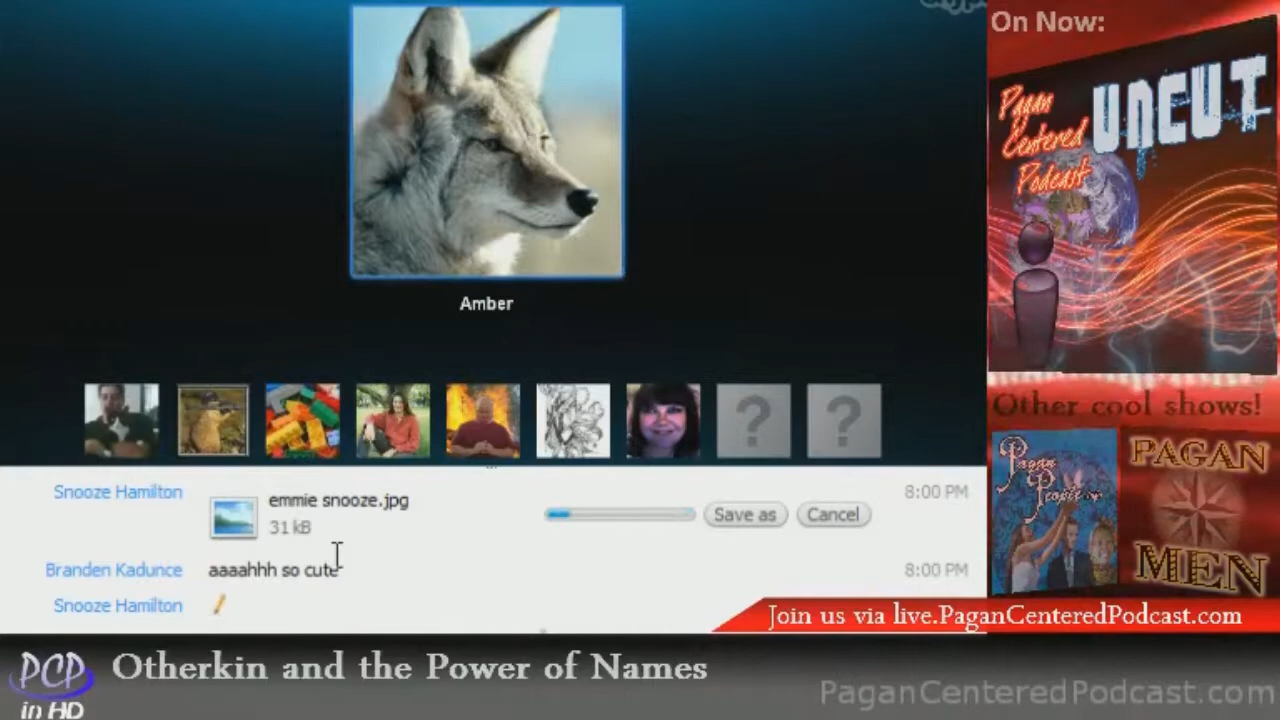 On Now:
Pagan
Centered
Podcast
UNCUT
Amber
?
?
Other cool shows!
Snooze Hamilton
emmie snooze.jpg
31 kB
Save as
Cancel
8:00 PM
Branden Kadunce
aaaahhh so cute
8:00 PM
Snooze Hamilton
Pagan
People
PAGAN
MEN
Join us via live.PaganCenteredPodcast.com
PCP
in HD
Otherkin and the Power of Names
PaganCenteredPodcast.com